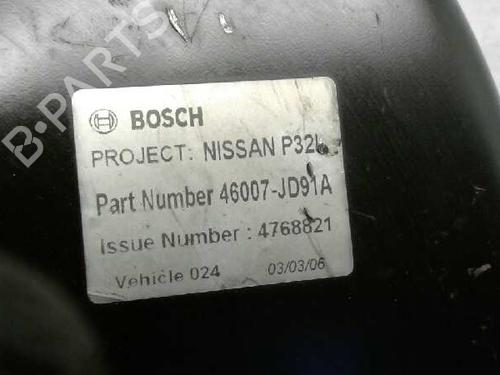 B-PARTS
BOSCH
PROJECT: NISSAN P32L
Part Number 46007-JD91A
Issue Number : 4768821
Vehicle 024 03/03/06